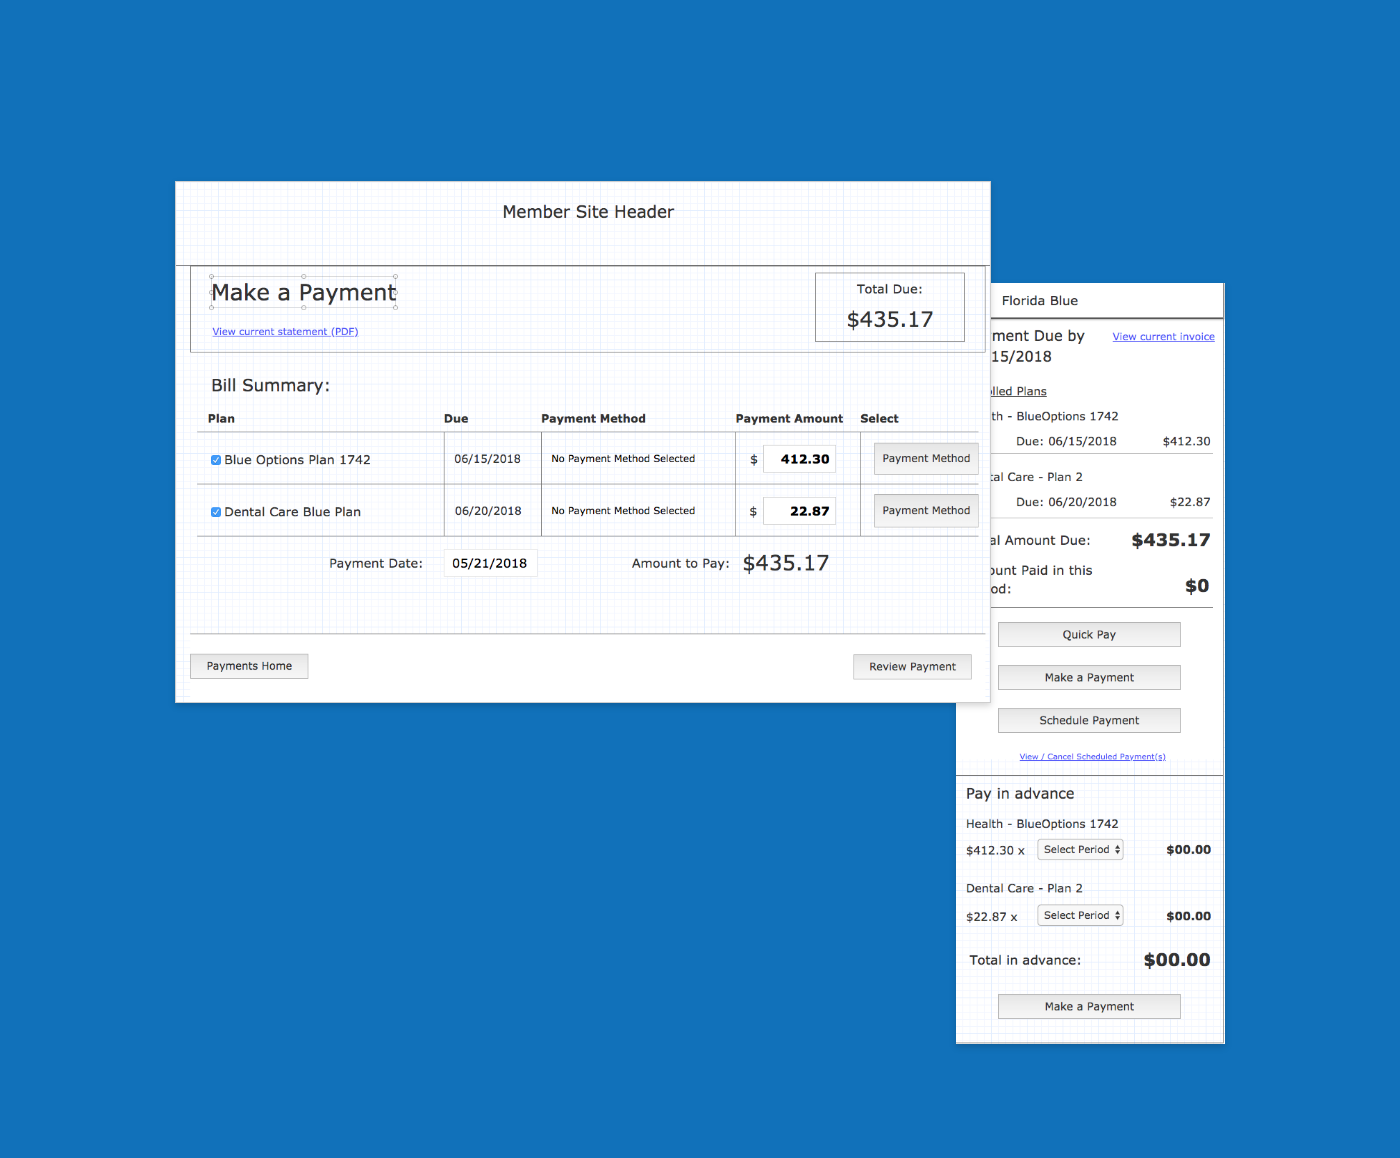 Member Site Header
Make a Payment
View current statement (PDF)
Total Due:
$435.17
Bill Summary:
Plan Due Payment Method Payment Amount Select
Blue Options Plan 1742 06/15/2018 No Payment Method Selected $ 412.30 Payment Method
Dental Care Blue Plan 06/20/2018 No Payment Method Selected $ 22.87 Payment Method
Payment Date: 05/21/2018 Amount to Pay: $435.17
Payments Home Review Payment
Florida Blue
ment Due by View current invoice
15/2018
lled Plans
th - BlueOptions 1742
Due: 06/15/2018 $412.30
tal Care - Plan 2
Due: 06/20/2018 $22.87
al Amount Due: $435.17
ount Paid in this
od: $0
Quick Pay
Make a Payment
Schedule Payment
View / Cancel Scheduled Payment(s)
Pay in advance
Health - BlueOptions 1742
$412.30 x Select Period $00.00
Dental Care - Plan 2
$22.87 x Select Period $00.00
Total in advance: $00.00
Make a Payment